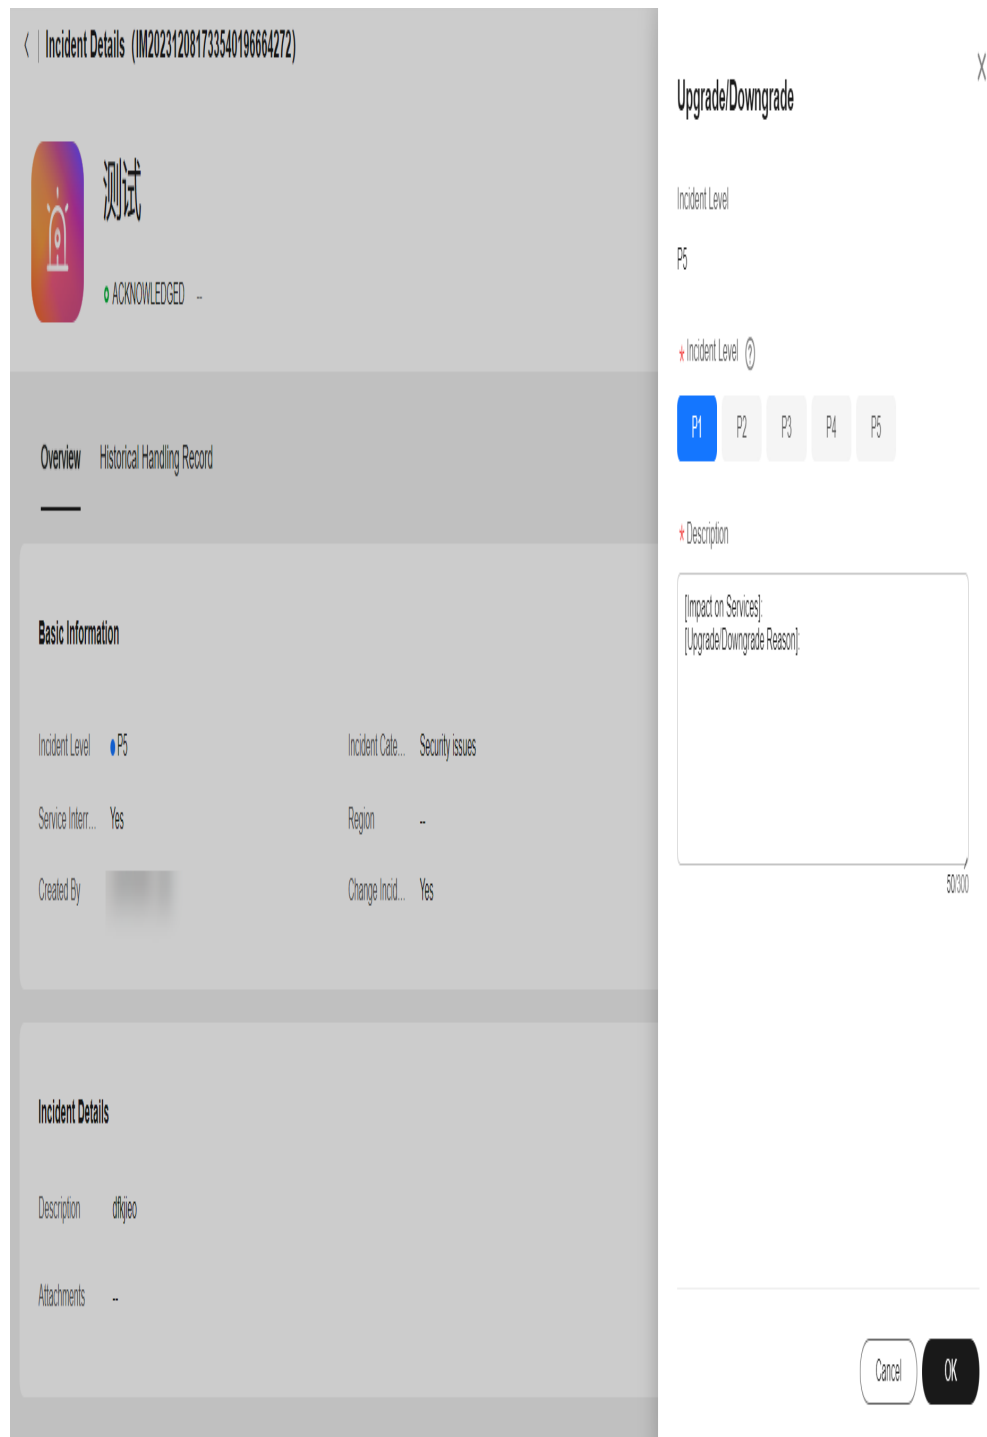 Incident Details (IM20231208173354019664272)
测试
ACKNOWLEDGED --
Overview Historical Handling Record
Basic Information
Incident Level P5 Incident Cate... Security issues
Service Interr... Yes Region --
Created By Change Incid... Yes
Incident Details
Description dfkjieo
Attachments --
Upgrade/Downgrade
X
Incident Level
P5
* Incident Level ?
P1 P2 P3 P4 P5
* Description
[Impact on Services]:
[Upgrade/Downgrade Reason]:
50/300
Cancel OK